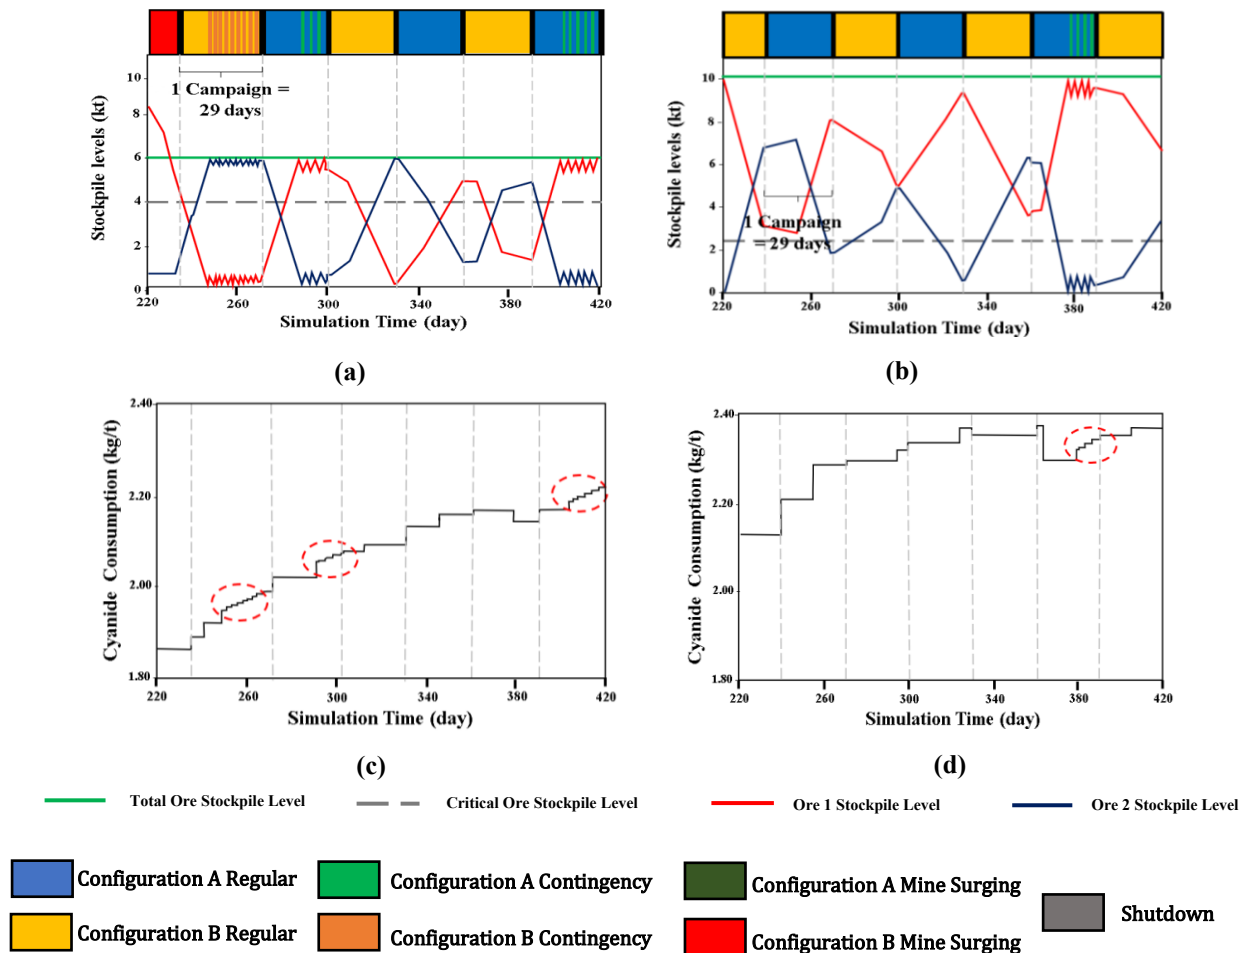 10
8
6
4
2
0
Stockpile levels (kt)
1 Campaign =
29 days
220
260
300
340
380
420
Simulation Time (day)
(a)
10
8
6
4
2
0
Stockpile levels (kt)
1 Campaign
= 29 days
220
260
300
340
380
420
Simulation Time (day)
(b)
2.40
2.20
2.00
1.80
Cyanide Consumption (kg/t)
220
260
300
340
380
420
Simulation Time (day)
(c)
2.40
2.20
2.00
1.80
Cyanide Consumption (kg/t)
220
260
300
340
380
420
Simulation Time (day)
(d)
Total Ore Stockpile Level
Critical Ore Stockpile Level
Ore 1 Stockpile Level
Ore 2 Stockpile Level
Configuration A Regular
Configuration A Contingency
Configuration A Mine Surging
Shutdown
Configuration B Regular
Configuration B Contingency
Configuration B Mine Surging